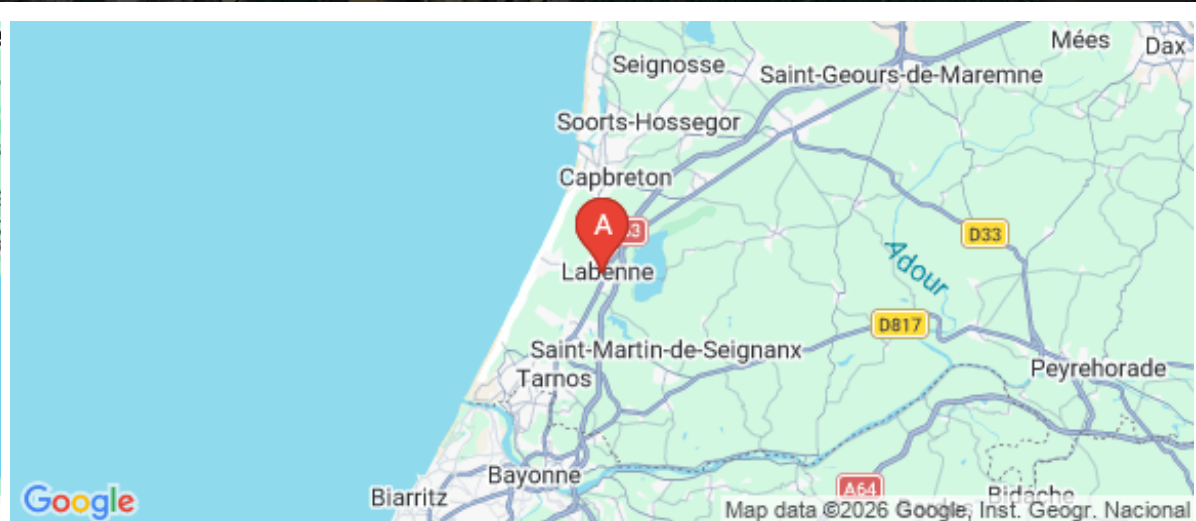 Mées
Dax
Seignosse
Saint-Geours-de-Maremne
Soorts-Hossegor
Capbreton
A
Labenne
D33
Adour
D817
Saint-Martin-de-Seignanx
Tarnos
Peyrehorade
Bayonne
A64
Biarritz
Bidache
Google
Map data ©2026 Google, Inst. Geogr. Nacional